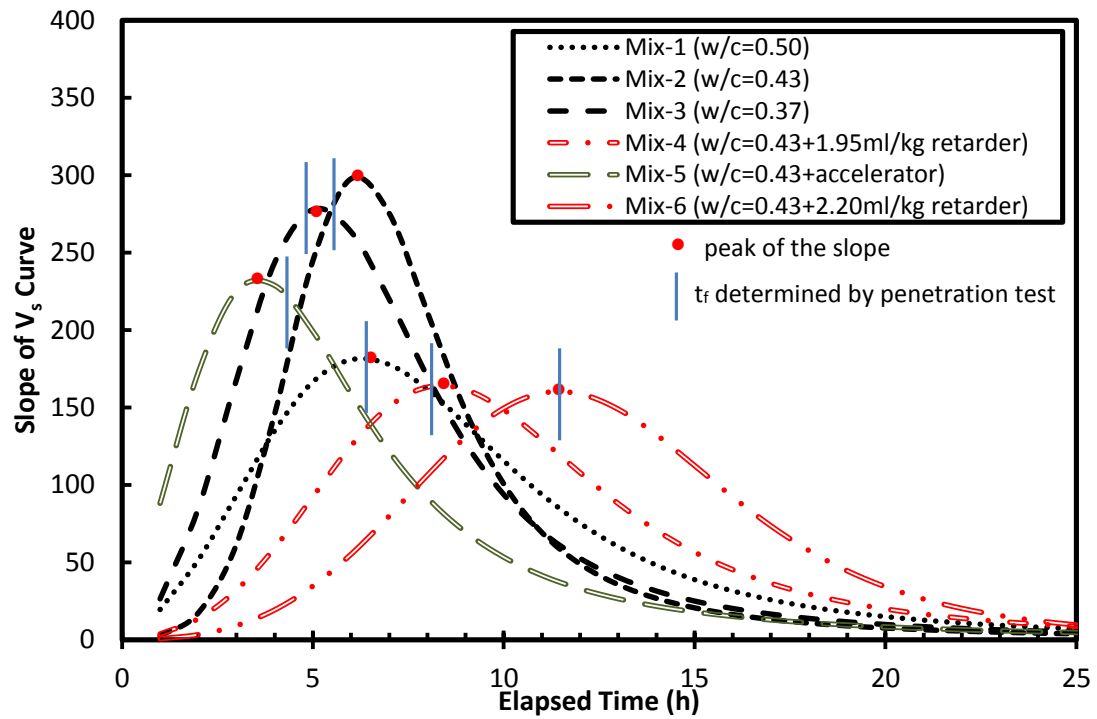 400
350
300
250
200
150
100
50
0
Slope of Vs Curve
Mix-1 (w/c=0.50)
Mix-2 (w/c=0.43)
Mix-3 (w/c=0.37)
Mix-4 (w/c=0.43+1.95ml/kg retarder)
Mix-5 (w/c=0.43+accelerator)
Mix-6 (w/c=0.43+2.20ml/kg retarder)
peak of the slope
tf determined by penetration test
0 5 10 15 20 25
Elapsed Time (h)